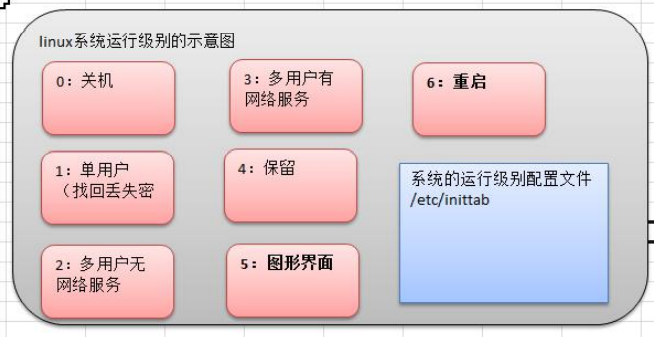 linux系统运行级别的示意图
0: 关机
3: 多用户有
网络服务
6: 重启
1: 单用户
（找回丢失密
4: 保留
系统的运行级别配置文件
/etc/inittab
2: 多用户无
网络服务
5: 图形界面